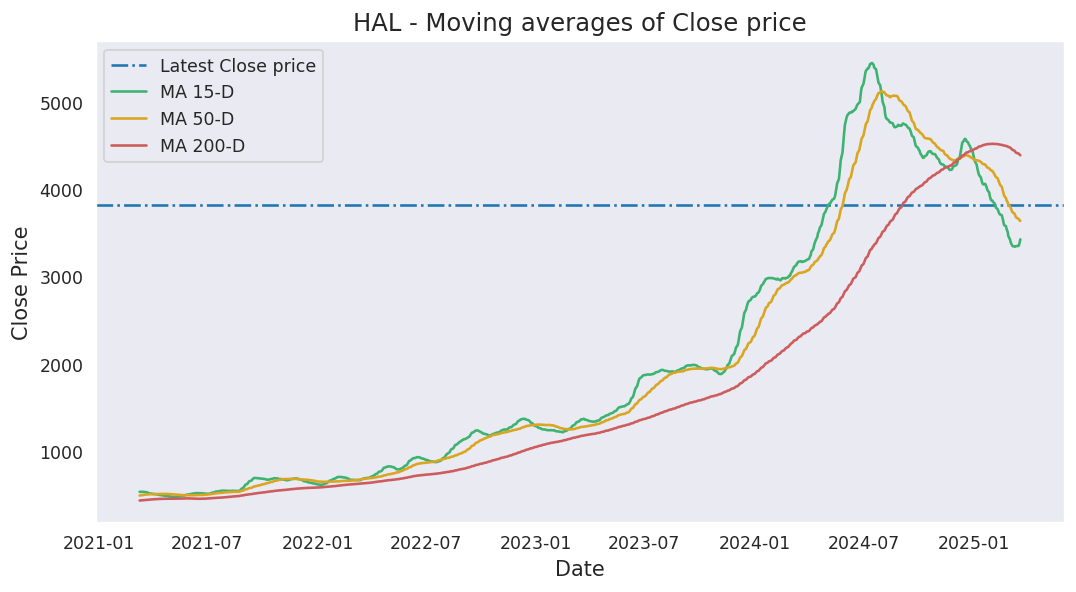 HAL - Moving averages of Close price
Latest Close price
MA 15-D
MA 50-D
MA 200-D
5000
4000
3000
2000
1000
Close Price
2021-01 2021-07 2022-01 2022-07 2023-01 2023-07 2024-01 2024-07 2025-01
Date